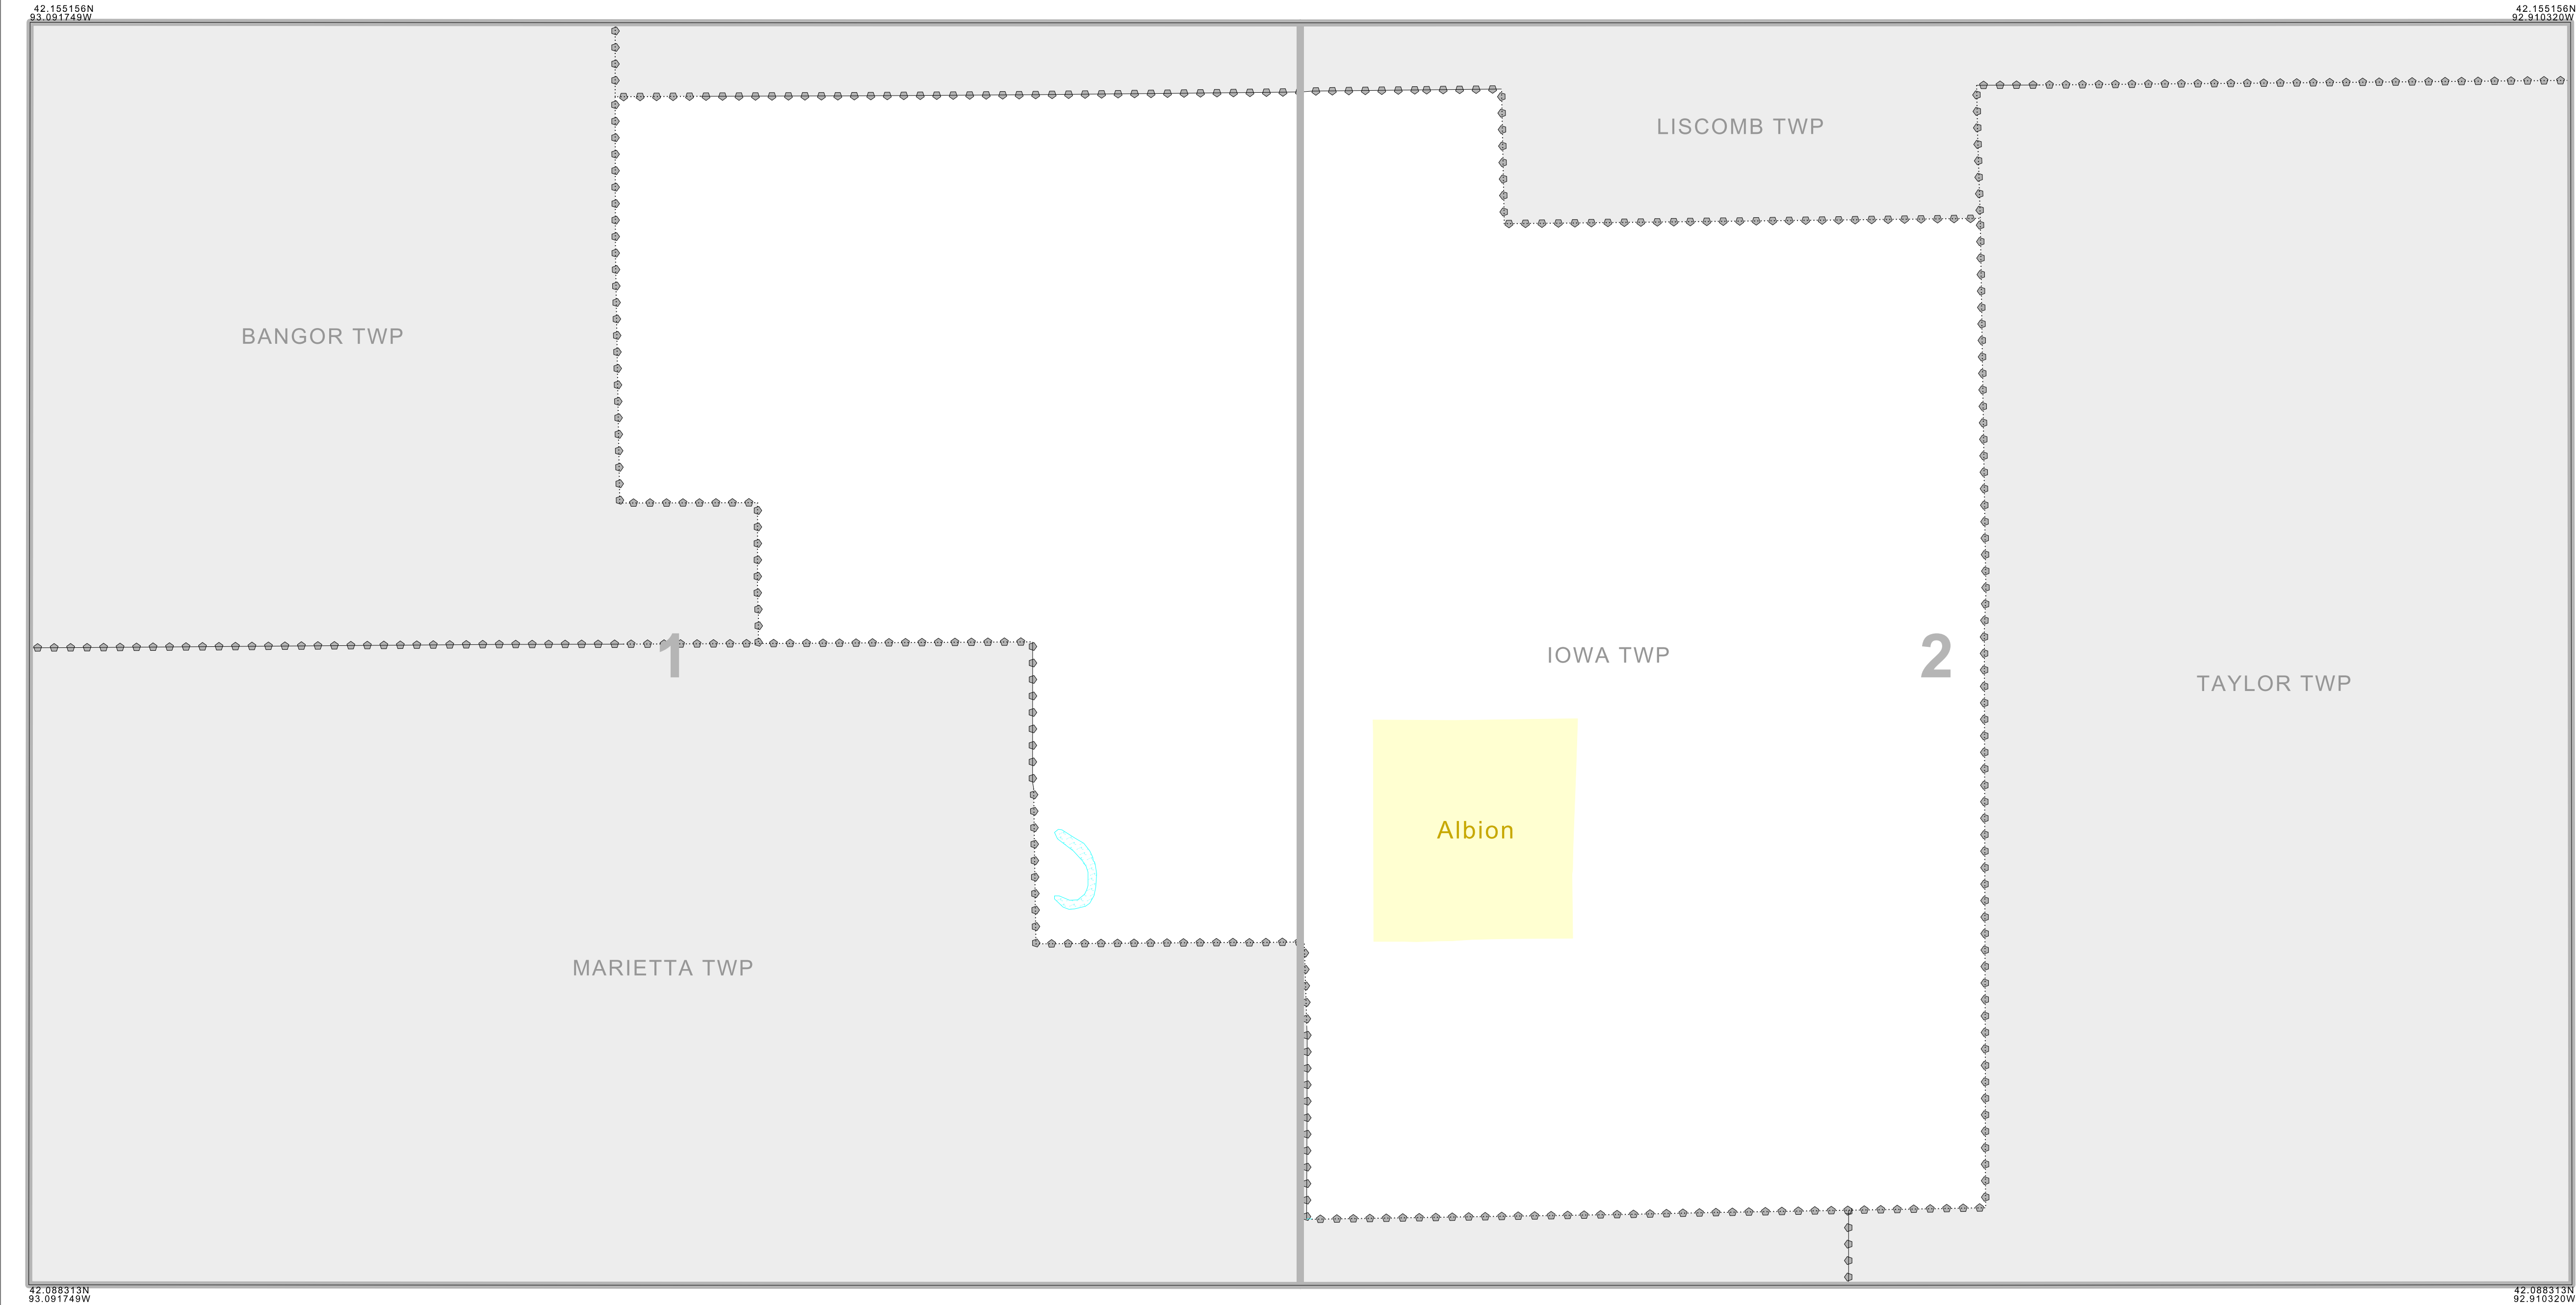 42.155156N
93.091749W
42.155156N
92.910320W
LISCOMB TWP
BANGOR TWP
1
IOWA TWP
2
TAYLOR TWP
Albion
MARIETTA TWP
42.088313N
93.091749W
42.088313N
92.910320W